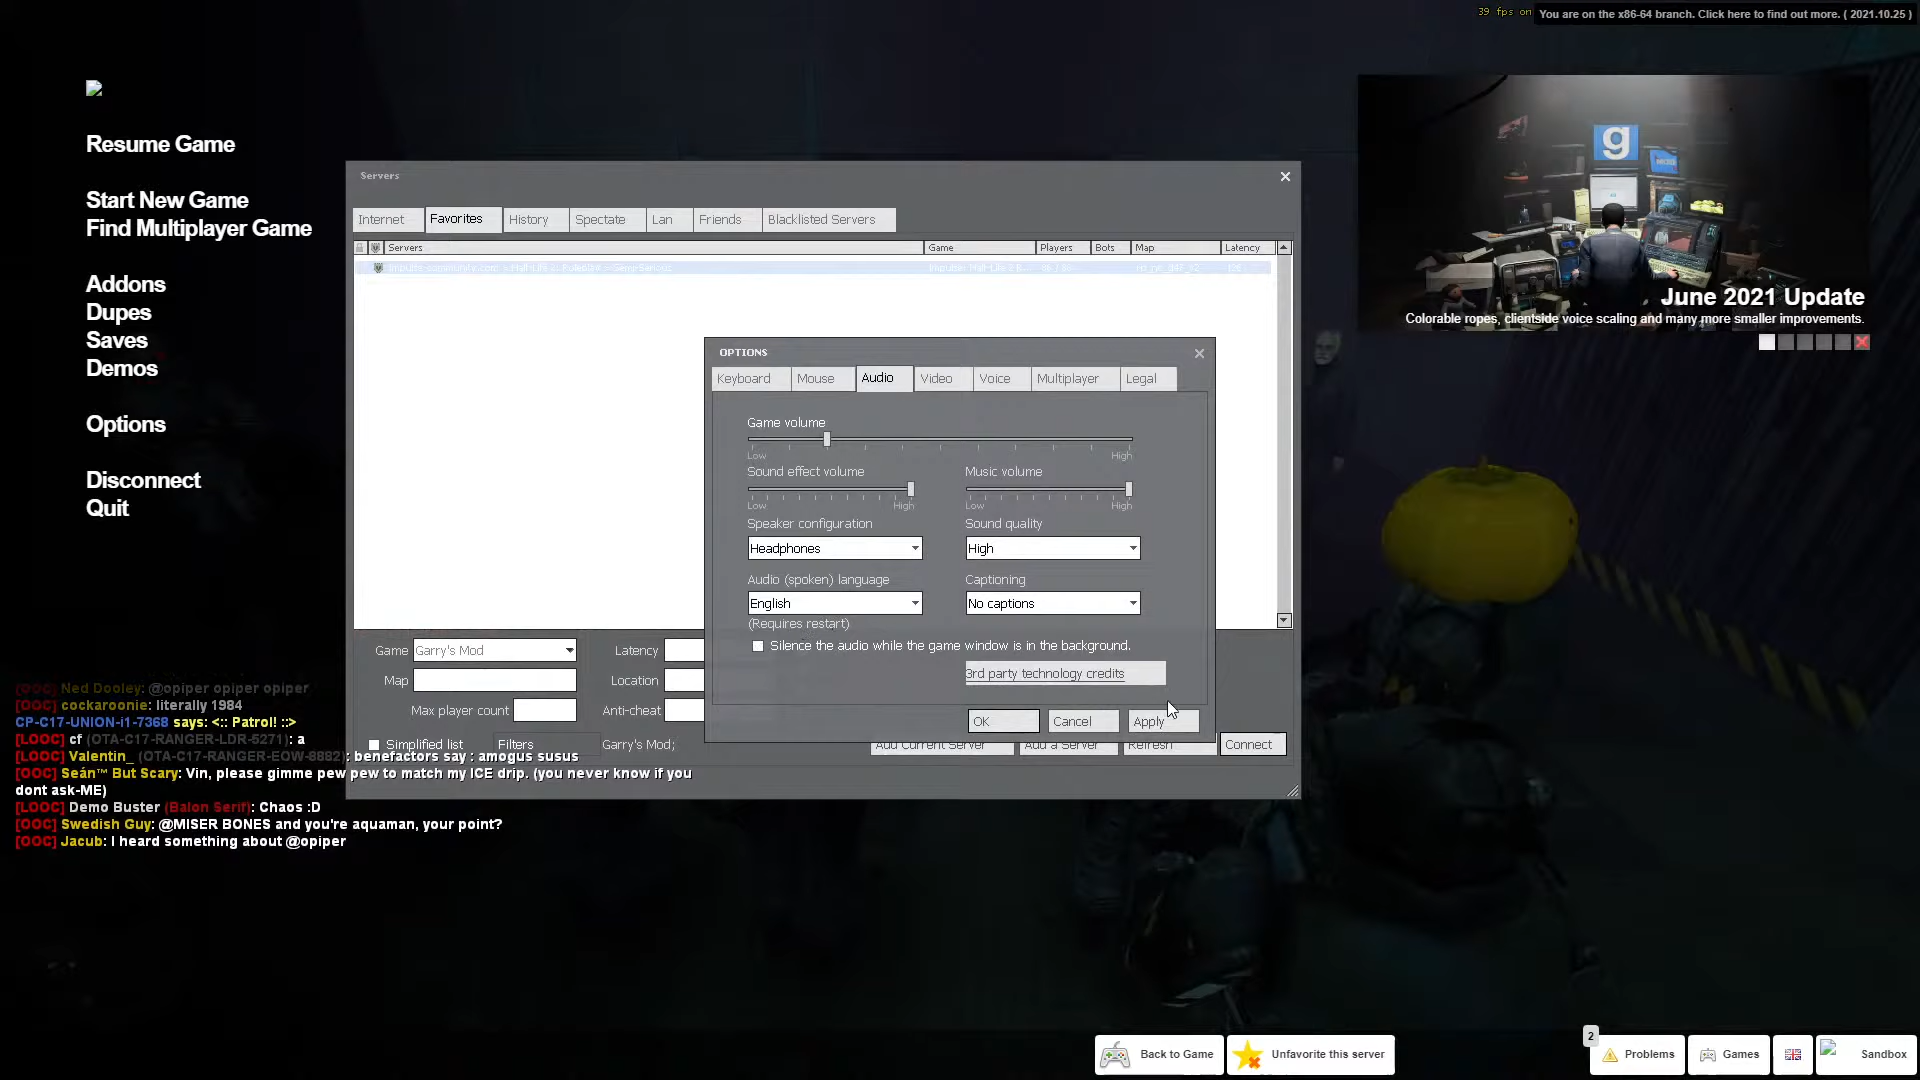 39 fps on
You are on the x86-64 branch. Click here to find out more. ( 2021.10.25 )
Resume Game
Start New Game
Find Multiplayer Game
Addons
Dupes
Saves
Demos
Options
Disconnect
Quit
June 2021 Update
Colorable ropes, clientside voice scaling and many more smaller improvements.
Servers
Internet Favorites History Spectate Lan Friends Blacklisted Servers
Servers Game Players Bots Map Latency
OPTIONS
Keyboard Mouse Audio Video Voice Multiplayer Legal
Game volume
Low High
Sound effect volume Music volume
Low High Low High
Speaker configuration Sound quality
Headphones High
Audio (spoken) language Captioning
English No captions
(Requires restart)
Silence the audio while the game window is in the background.
3rd party technology credits
OK Cancel Apply
Game Garry's Mod Latency
Map Location
Max player count Anti-cheat
Simplified list Filters Garry's Mod; Add Current Server Add a Server Refresh Connect
[OOC] Ned Dooley: @opiper opiper opiper
[OOC] cockaroonie: literally 1984
CP-C17-UNION-i1-7368 says: <:: Patrol! ::>
[LOOC] cf (OTA-C17-RANGER-LDR-5271): a
[LOOC] Valentin_ (OTA-C17-RANGER-EOW-8882): benefactors say : amogus susus
[OOC] Seán™ But Scary: Vin, please gimme pew pew to match my ICE drip. (you never know if you
dont ask-ME)
[LOOC] Demo Buster (Balon Serif): Chaos :D
[OOC] Swedish Guy: @MISER BONES and you're aquaman, your point?
[OOC] Jacub: I heard something about @opiper
Back to Game Unfavorite this server
2
Problems Games Sandbox